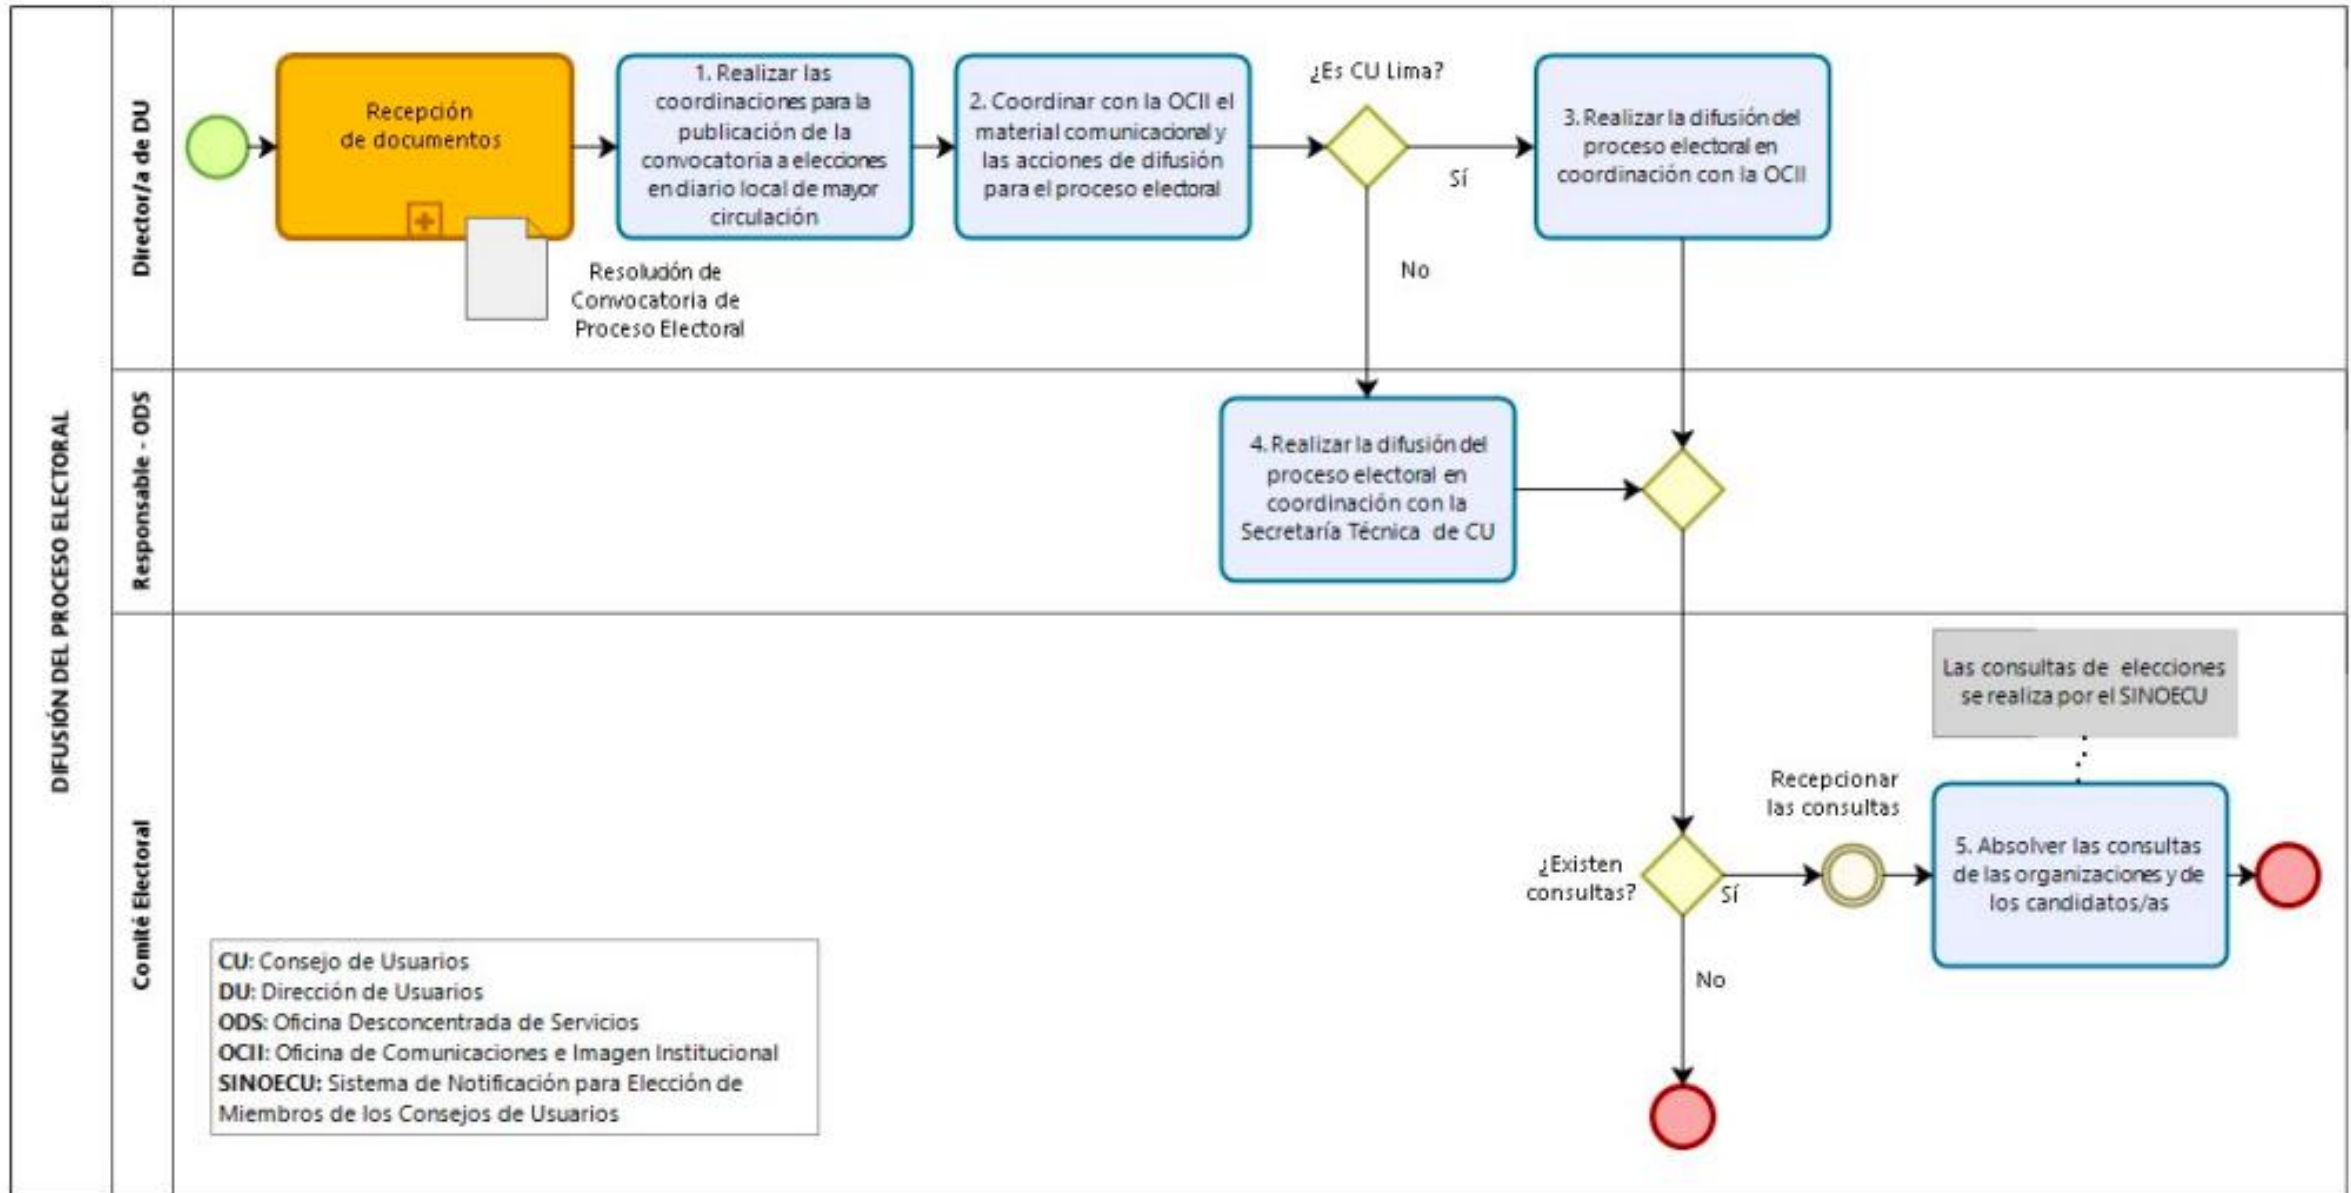 DIFUSIÓN DEL PROCESO ELECTORAL
Director/a de DU
Recepción
de documentos
Resolución de
Convocatoria de
Proceso Electoral
1. Realizar las
coordinaciones para la
publicación de la
convocatoria a elecciones
en diario local de mayor
circulación
2. Coordinar con la OCII el
material comunicacional y
las acciones de difusión
para el proceso electoral
¿Es CU Lima?
Sí
No
3. Realizar la difusión del
proceso electoral en
coordinación con la OCII
Responsable - ODS
4. Realizar la difusión del
proceso electoral en
coordinación con la
Secretaría Técnica de CU
Comité Electoral
¿Existen
consultas?
Sí
No
Recepcionar
las consultas
Las consultas de elecciones
se realiza por el SINOECU
5. Absolver las consultas
de las organizaciones y de
los candidatos/as
CU: Consejo de Usuarios
DU: Dirección de Usuarios
ODS: Oficina Desconcentrada de Servicios
OCII: Oficina de Comunicaciones e Imagen Institucional
SINOECU: Sistema de Notificación para Elección de
Miembros de los Consejos de Usuarios